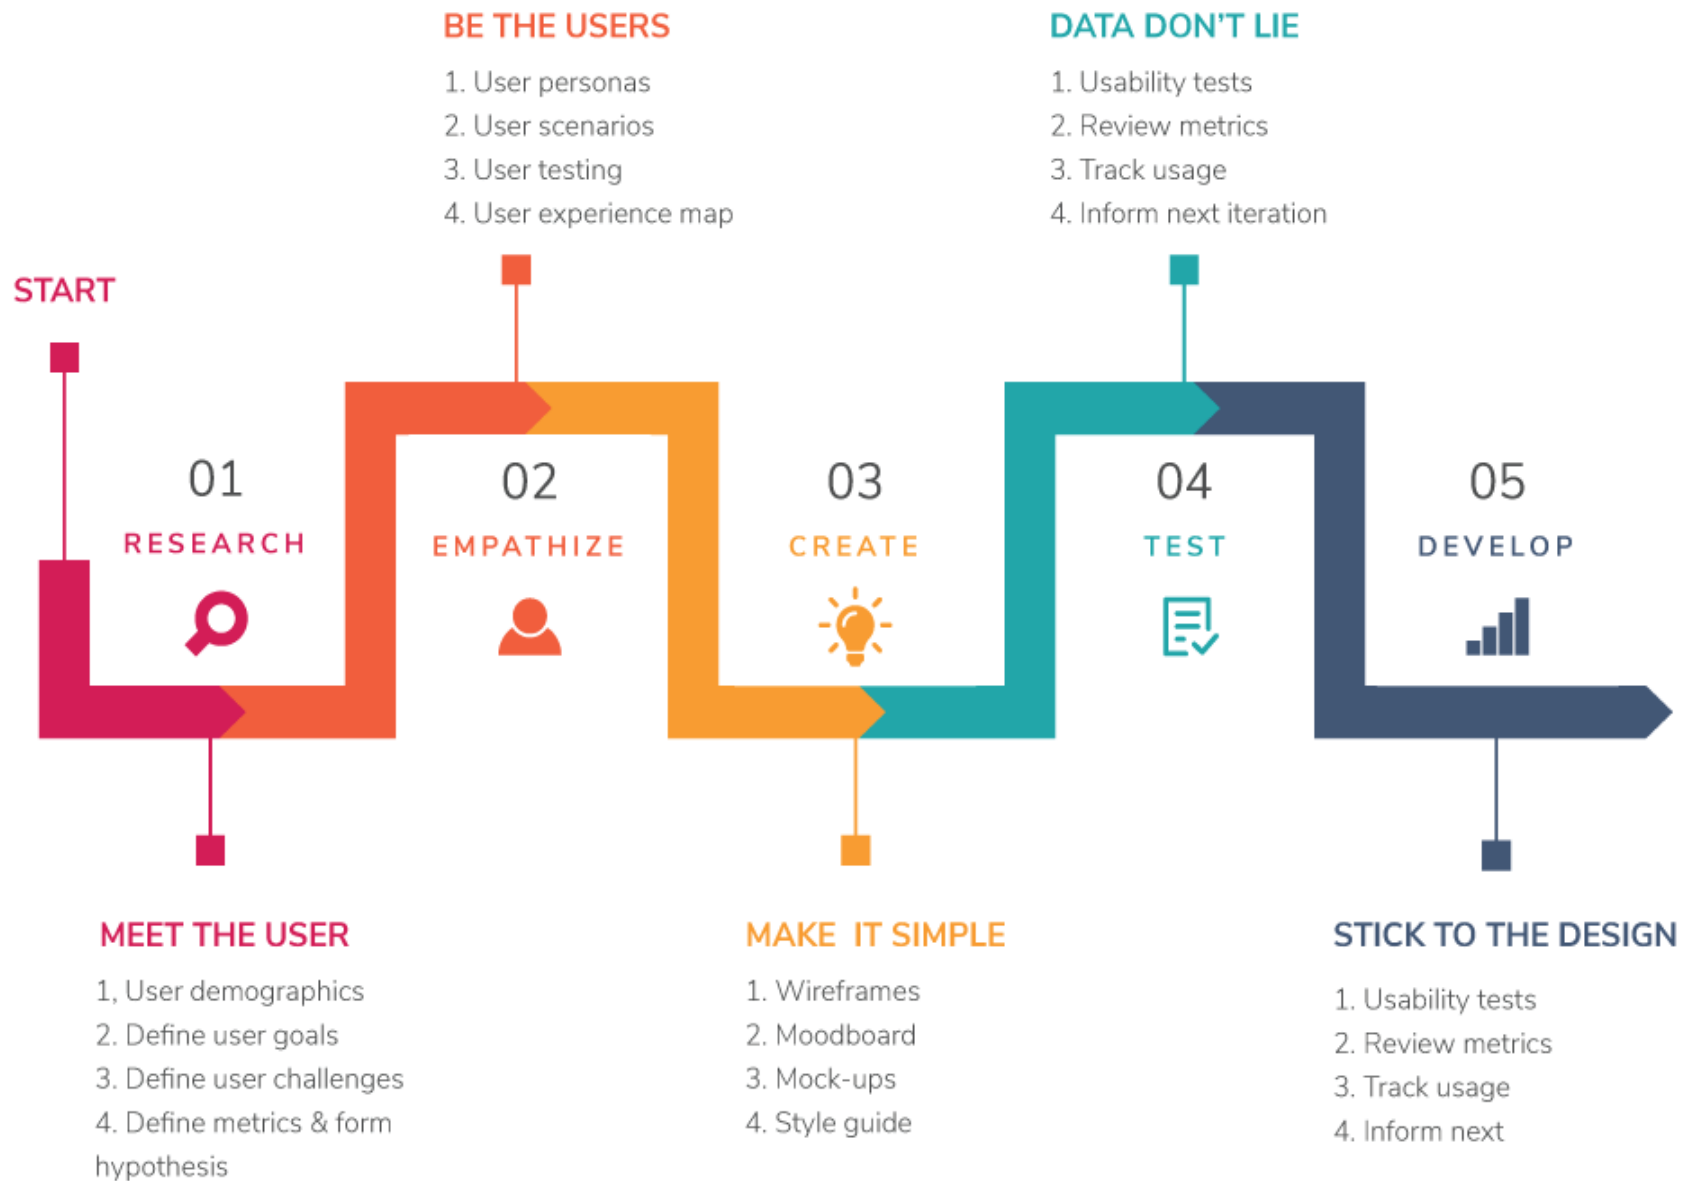 BE THE USERS
1. User personas
2. User scenarios
3. User testing
4. User experience map
DATA DON'T LIE
1. Usability tests
2. Review metrics
3. Track usage
4. Inform next iteration
START
01
RESEARCH
02
EMPATHIZE
03
CREATE
04
TEST
05
DEVELOP
MEET THE USER
1, User demographics
2. Define user goals
3. Define user challenges
4. Define metrics & form
hypothesis
MAKE  IT SIMPLE
1. Wireframes
2. Moodboard
3. Mock-ups
4. Style guide
STICK TO THE DESIGN
1. Usability tests
2. Review metrics
3. Track usage
4. Inform next